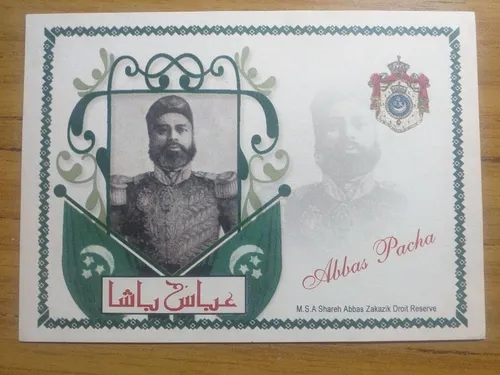 عباس باشا
Abbas Pacha
M.S.A Shareh Abbas Zakazik Droit Reserve